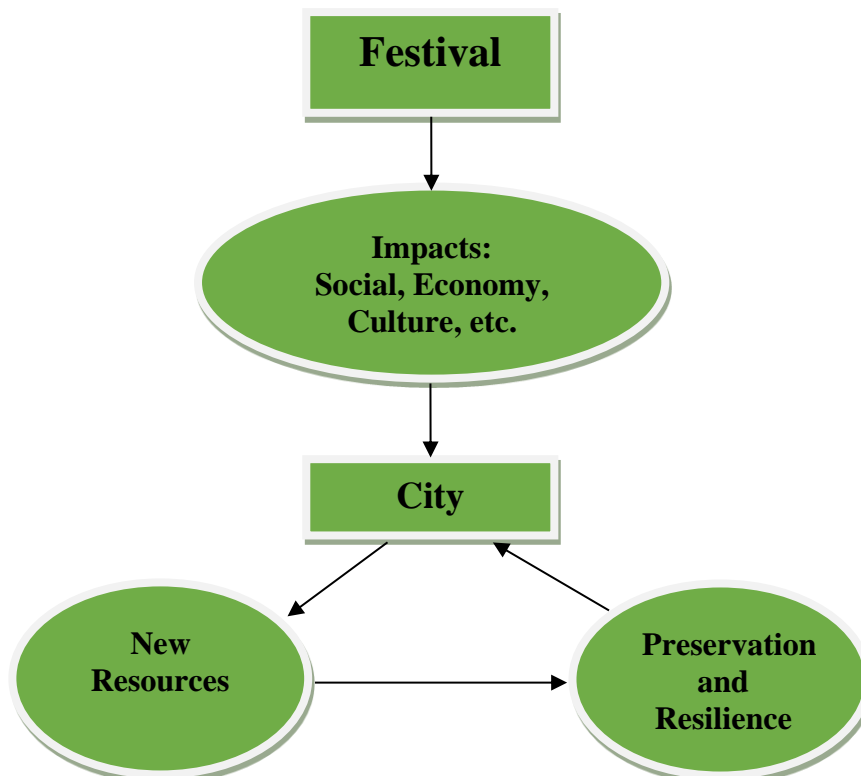 Festival
Impacts:
Social, Economy,
Culture, etc.
City
New
Resources
Preservation
and
Resilience